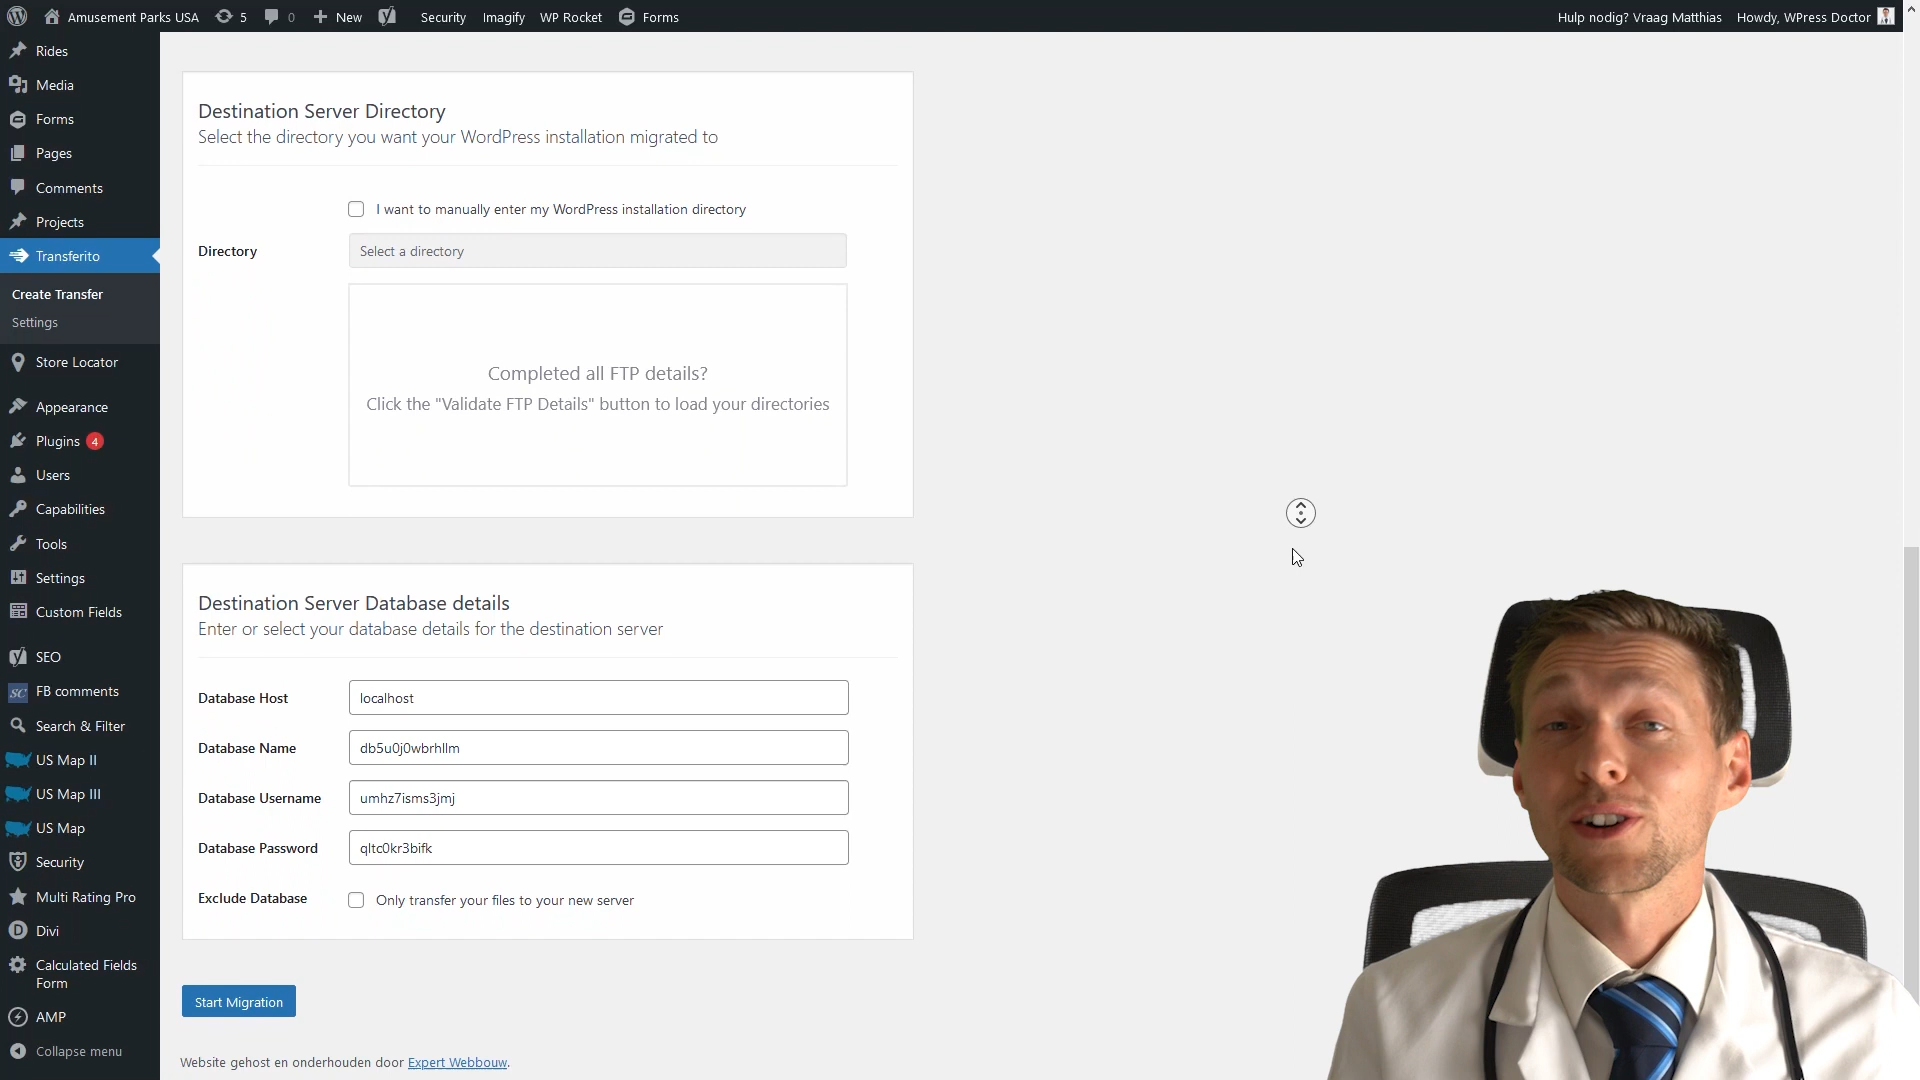 Amusement Parks USA 5 0 New Security Imagify WP Rocket Forms Hulp nodig? Vraag Matthias Howdy, WPress Doctor
Rides
Media
Forms
Pages
Comments
Projects
Transferito
Create Transfer
Settings
Store Locator
Appearance
Plugins 4
Users
Capabilities
Tools
Settings
Custom Fields
SEO
SC FB comments
Search & Filter
US Map II
US Map III
US Map
Security
Multi Rating Pro
D Divi
Calculated Fields
Form
AMP
Collapse menu
Destination Server Directory
Select the directory you want your WordPress installation migrated to
I want to manually enter my WordPress installation directory
Directory Select a directory
Completed all FTP details?
Click the "Validate FTP Details" button to load your directories
Destination Server Database details
Enter or select your database details for the destination server
Database Host localhost
Database Name db5u0j0wbrhllm
Database Username umhz7isms3jmj
Database Password qltc0kr3bifk
Exclude Database Only transfer your files to your new server
Start Migration
Website gehost en onderhouden door Expert Webbouw.